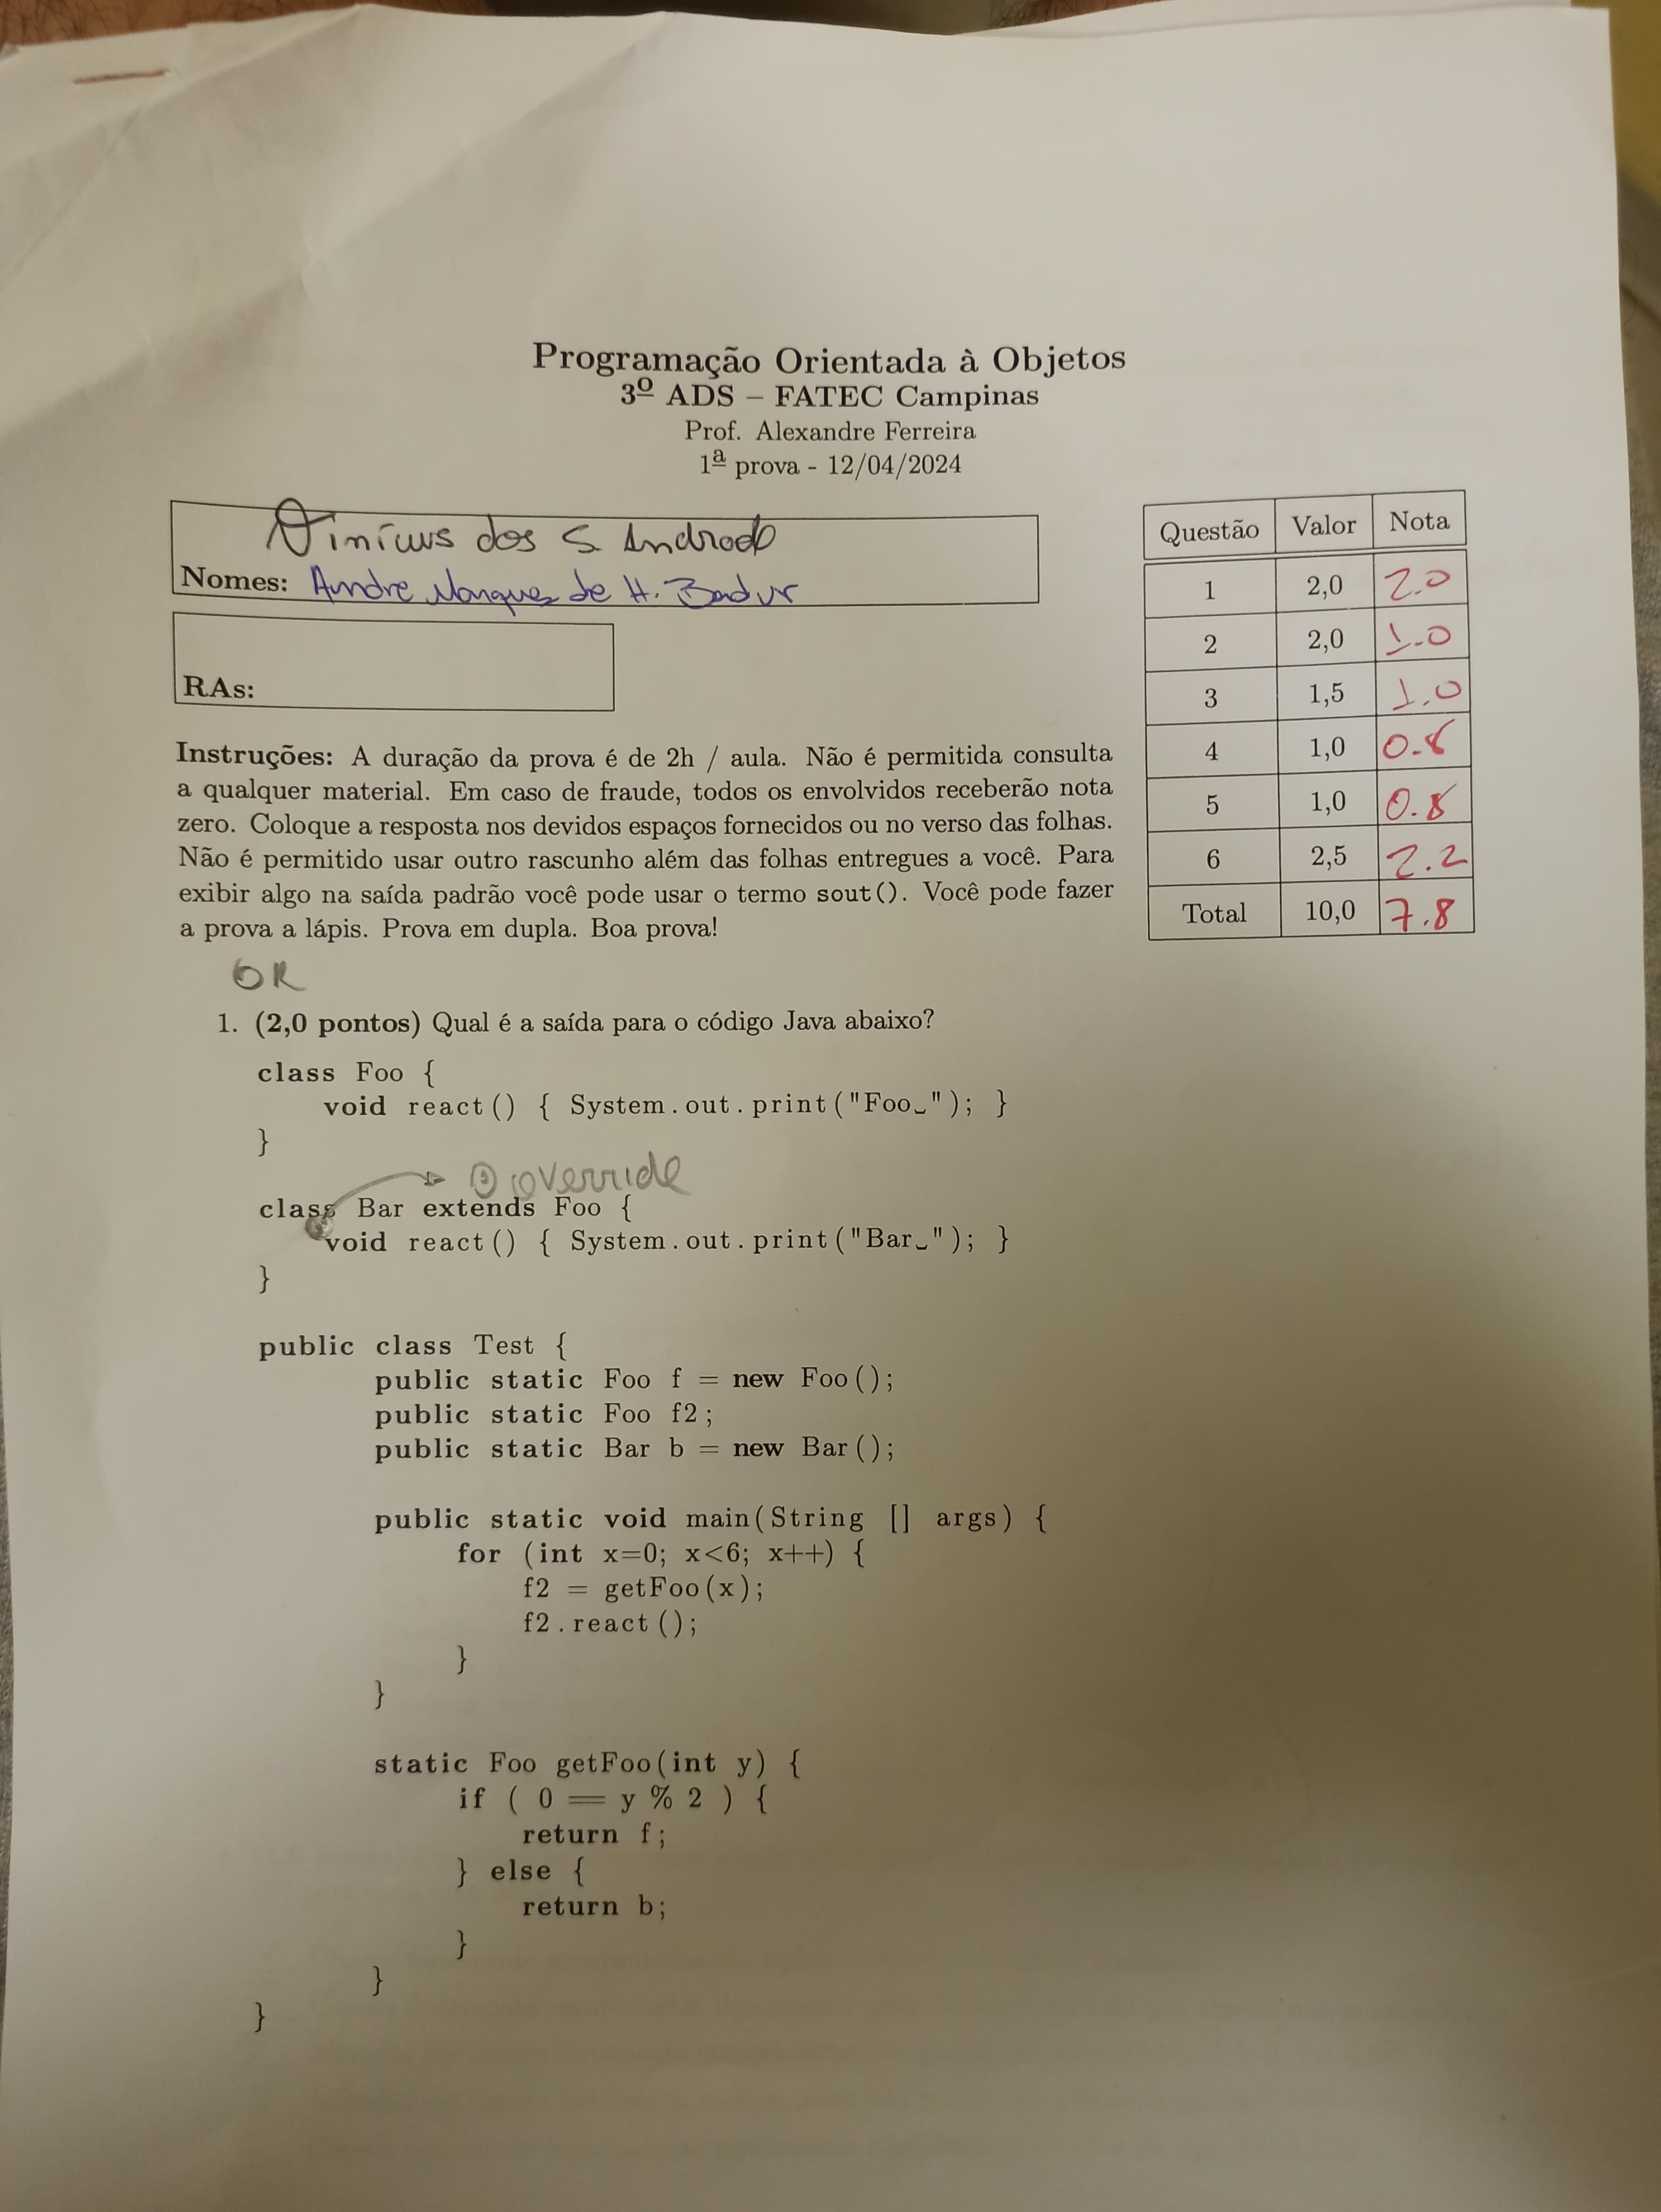 Programação Orientada à Objetos
3º ADS – FATEC Campinas
Prof. Alexandre Ferreira
1ª prova - 12/04/2024
Vinícius dos S. Andrade
Nomes: André Marques de H.
RAs:
Questão Valor Nota
1 2,0 2.0
2 2,0 1.0
3 1,5 1.0
4 1,0 0.8
5 1,0 0.8
6 2,5 2.2
Total 10,0 7.8
Instruções: A duração da prova é de 2h / aula. Não é permitida consulta
a qualquer material. Em caso de fraude, todos os envolvidos receberão nota
zero. Coloque a resposta nos devidos espaços fornecidos ou no verso das folhas.
Não é permitido usar outro rascunho além das folhas entregues a você. Para
exibir algo na saída padrão você pode usar o termo sout(). Você pode fazer
a prova a lápis. Prova em dupla. Boa prova!
OK
1. (2,0 pontos) Qual é a saída para o código Java abaixo?
class Foo {
void react() { System.out.print("Foo␣"); }
}
@override
class Bar extends Foo {
void react() { System.out.print("Bar␣"); }
}
public class Test {
public static Foo f = new Foo();
public static Foo f2;
public static Bar b = new Bar();
public static void main(String [] args) {
for (int x=0; x<6; x++) {
f2 = getFoo(x);
f2.react();
}
}
static Foo getFoo(int y) {
if ( 0 == y % 2 ) {
return f;
} else {
return b;
}
}
}